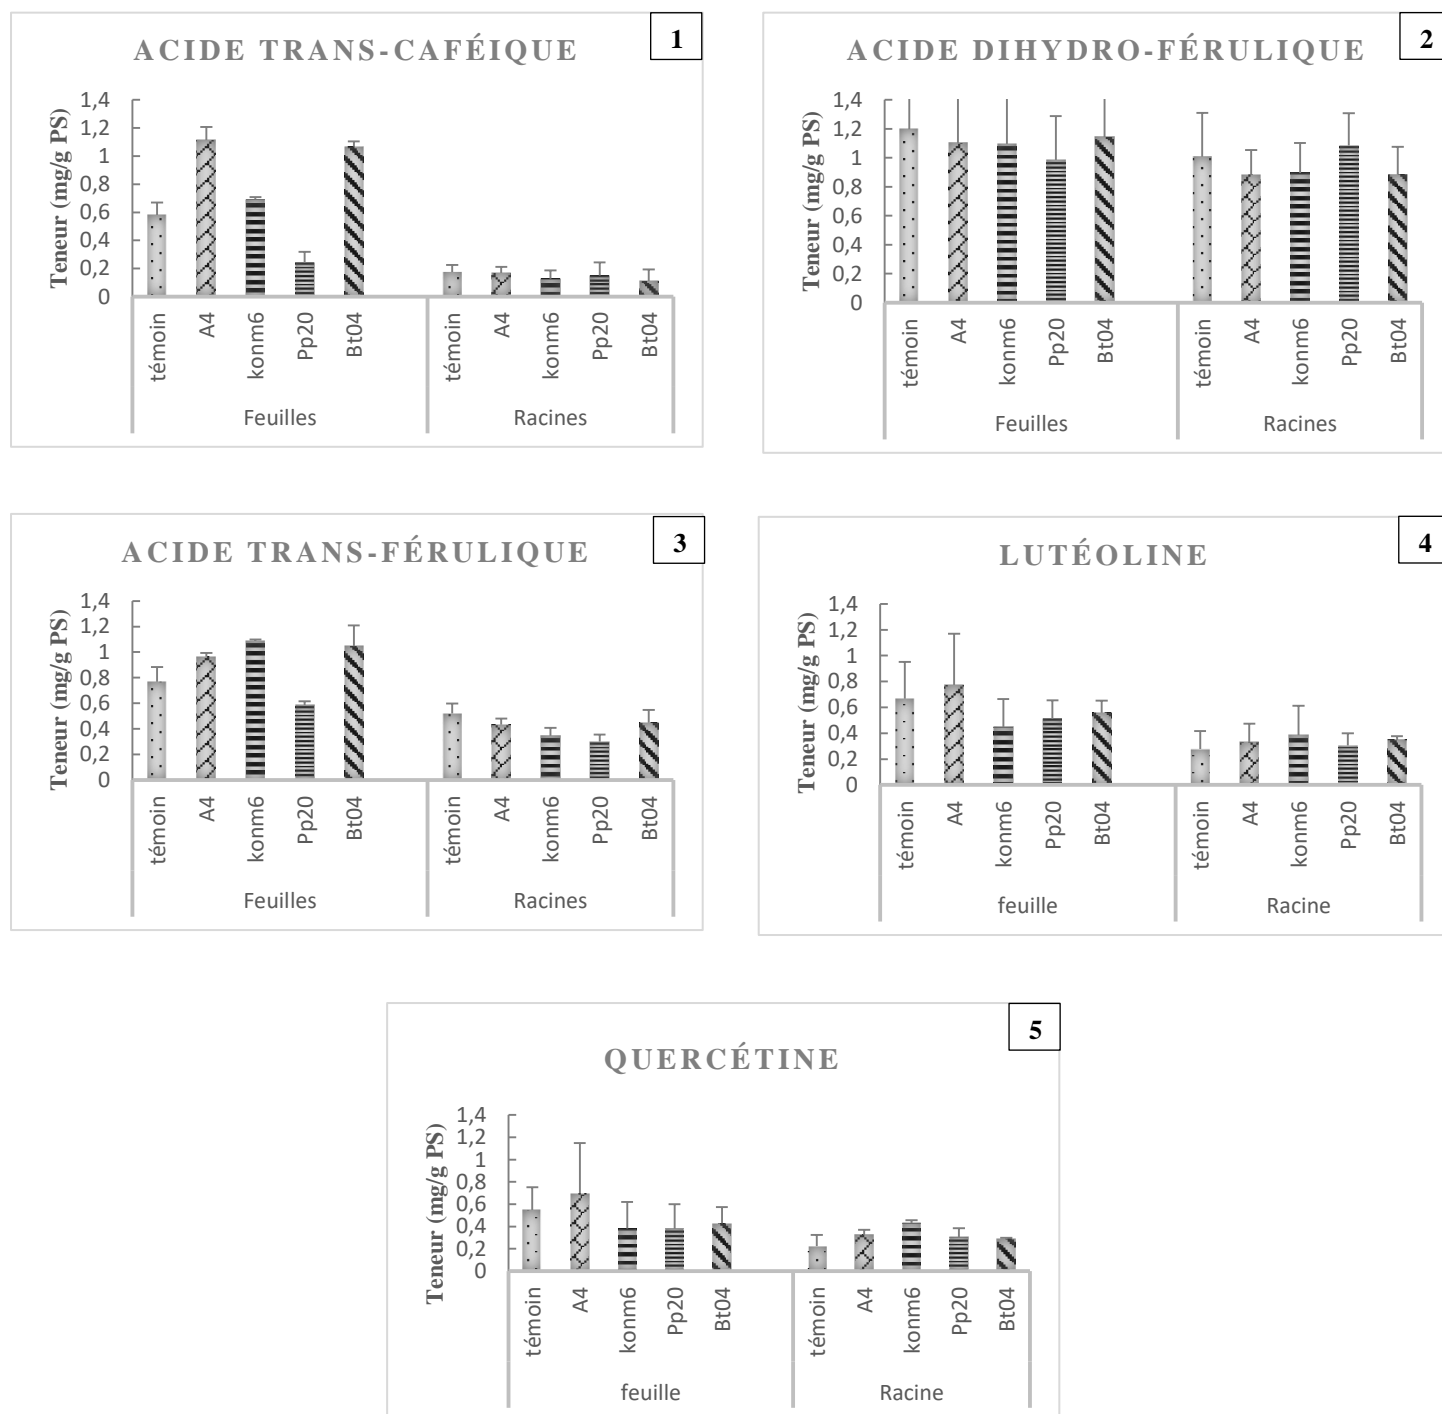 1
ACIDE TRANS-CAFÉIQUE
Teneur (mg/g PS)
1,4
1,2
1
0,8
0,6
0,4
0,2
0
témoin
A4
konm6
Pp20
Bt04
témoin
A4
konm6
Pp20
Bt04
Feuilles
Racines
2
ACIDE DIHYDRO-FÉRULIQUE
Teneur (mg/g PS)
1,4
1,2
1
0,8
0,6
0,4
0,2
0
témoin
A4
konm6
Pp20
Bt04
témoin
A4
konm6
Pp20
Bt04
Feuilles
Racines
3
ACIDE TRANS-FÉRULIQUE
Teneur (mg/g PS)
1,4
1,2
1
0,8
0,6
0,4
0,2
0
témoin
A4
konm6
Pp20
Bt04
témoin
A4
konm6
Pp20
Bt04
Feuilles
Racines
4
LUTÉOLINE
Teneur (mg/g PS)
1,4
1,2
1
0,8
0,6
0,4
0,2
0
témoin
A4
konm6
Pp20
Bt04
témoin
A4
konm6
Pp20
Bt04
feuille
Racine
5
QUERCÉTINE
Teneur (mg/g PS)
1,4
1,2
1
0,8
0,6
0,4
0,2
0
témoin
A4
konm6
Pp20
Bt04
témoin
A4
konm6
Pp20
Bt04
feuille
Racine